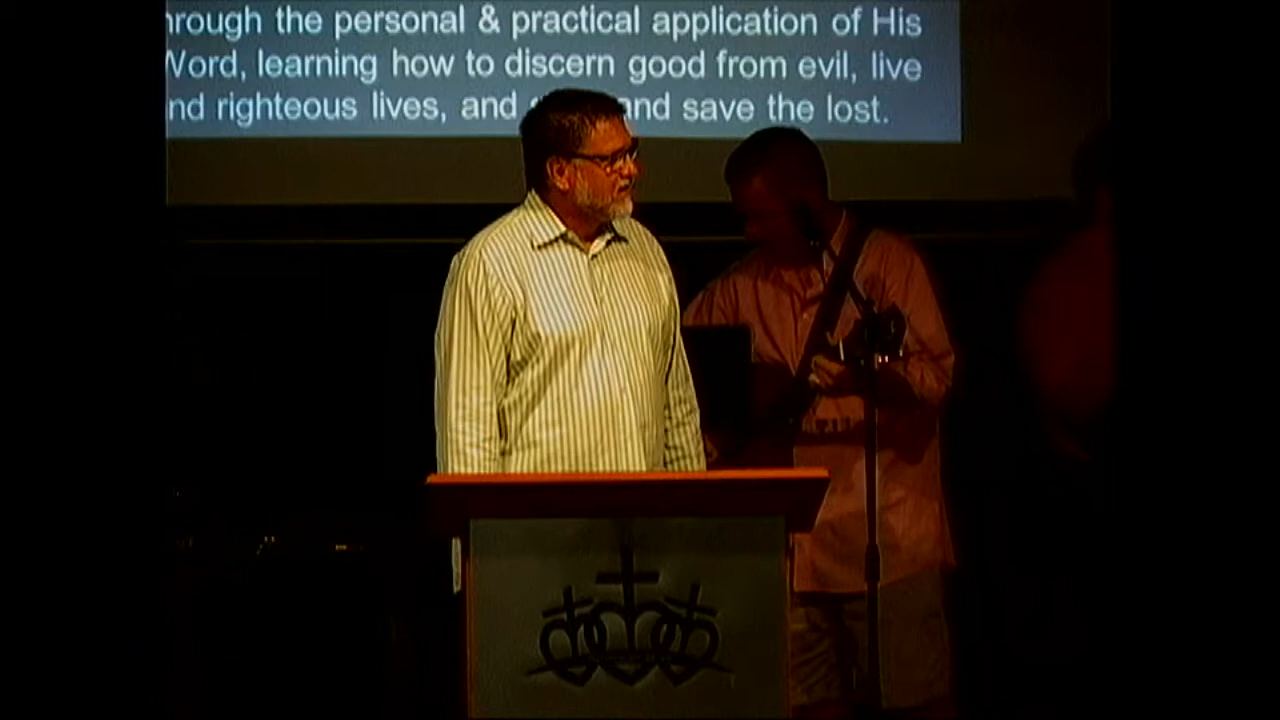 hrough the personal & practical application of His
Word, learning how to discern good from evil, live
nd righteous lives, and and save the lost.